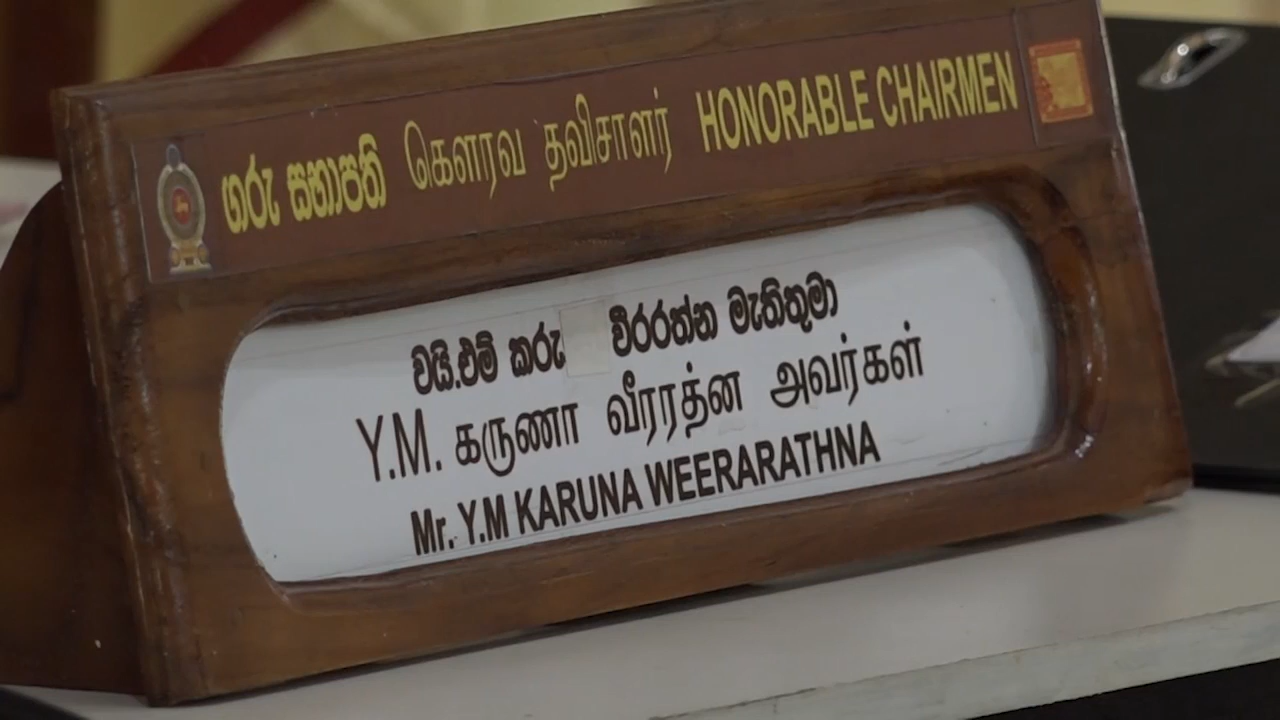 ගරු සභාපති கௌரவ தவிசாளர் HONORABLE CHAIRMEN
වයි.එම් කරු වීරරත්න මැතිතුමා
Y.M. கருணா வீரரத்ன அவர்கள்
Mr. Y.M KARUNA WEERARATHNA